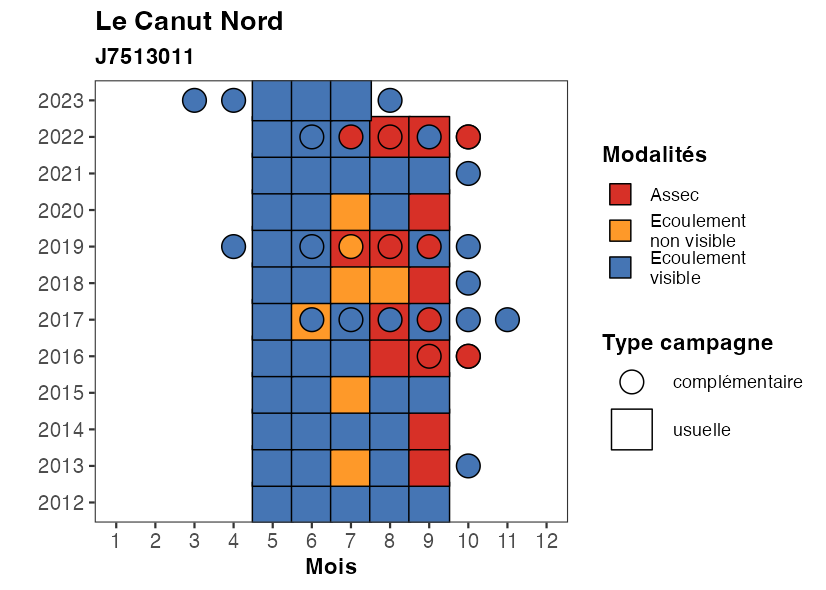 Le Canut Nord
J7513011
2023
2022
2021
2020
2019
2018
2017
2016
2015
2014
2013
2012
1 2 3 4 5 6 7 8 9 10 11 12
Mois
Modalités
Assec
Ecoulement
non visible
Ecoulement
visible
Type campagne
complémentaire
usuelle